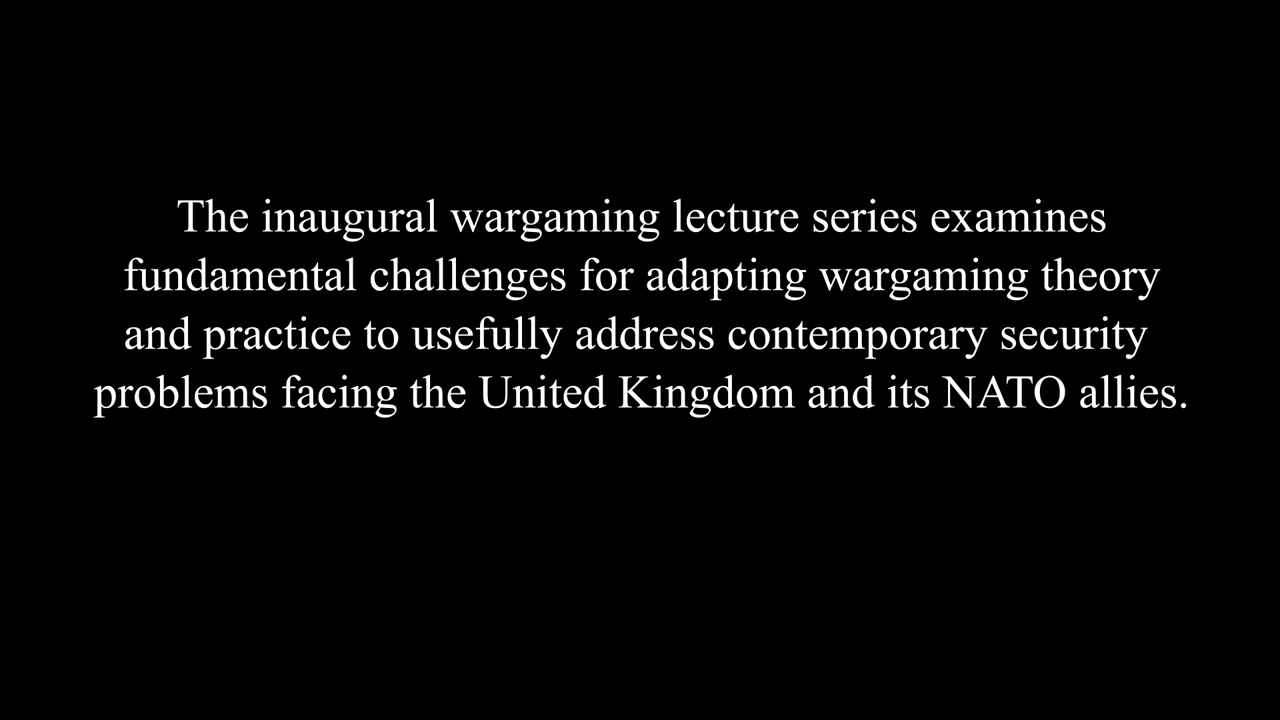 The inaugural wargaming lecture series examines
fundamental challenges for adapting wargaming theory
and practice to usefully address contemporary security
problems facing the United Kingdom and its NATO allies.